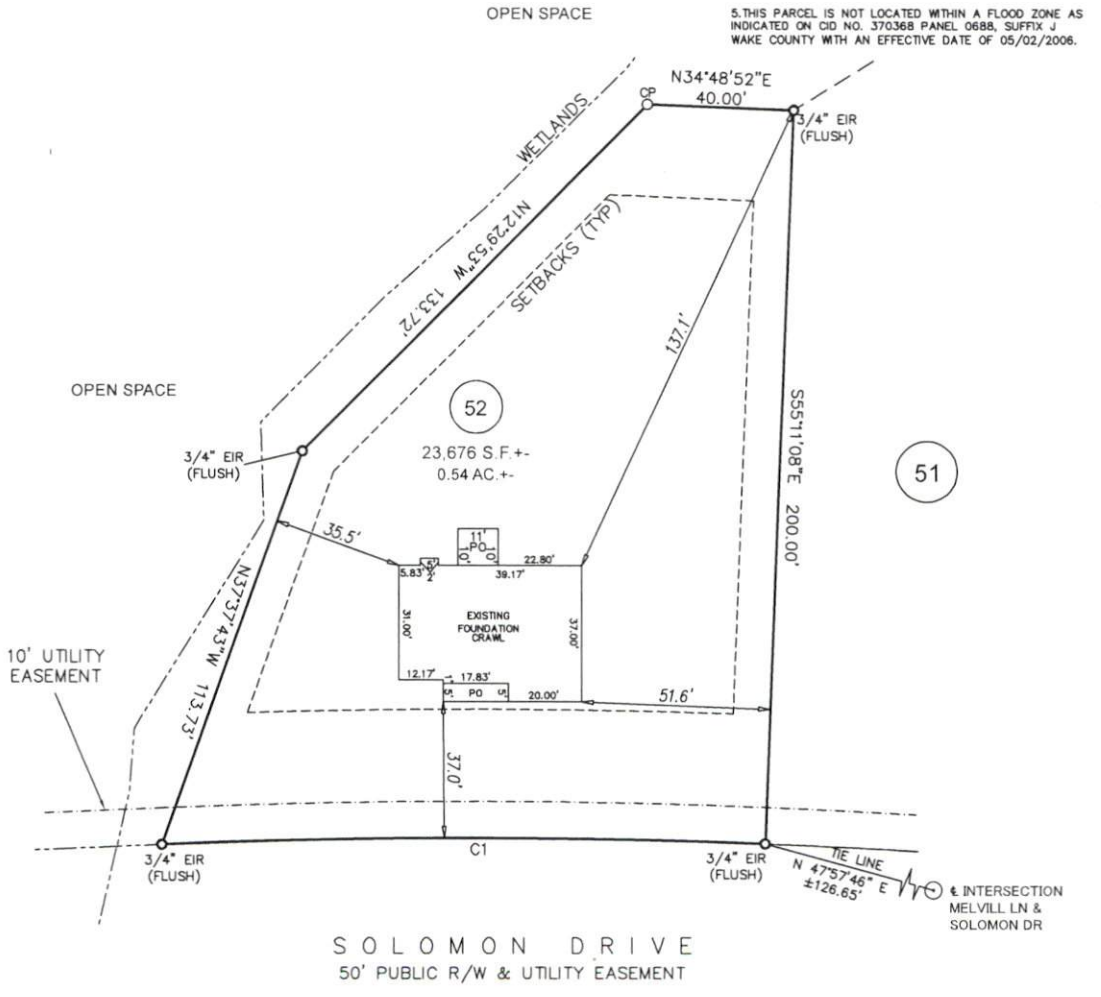 OPEN SPACE
5.THIS PARCEL IS NOT LOCATED WITHIN A FLOOD ZONE AS
INDICATED ON CID NO. 370368 PANEL 0688, SUFFIX J
WAKE COUNTY WITH AN EFFECTIVE DATE OF 05/02/2006.
N34°48'52"E
40.00'
CP
3/4" EIR
(FLUSH)
WETLANDS
N12°29'53"W 133.72'
SETBACKS (TYP)
137.1'
S55°11'08"E 200.00'
OPEN SPACE
52
23,676 S.F.+-
0.54 AC.+-
51
3/4" EIR
(FLUSH)
35.5'
N37°37'43"W 113.73'
11'
PO
10'
10'
5'
2'
5.83'
22.80'
39.17'
31.00'
EXISTING
FOUNDATION
CRAWL
37.00'
12.17'
1'
17.83'
5'
PO
5'
20.00'
51.6'
37.0'
10' UTILITY
EASEMENT
3/4" EIR
(FLUSH)
C1
3/4" EIR
(FLUSH)
TIE LINE
N 47°57'46" E
±126.65'
℄ INTERSECTION
MELVILL LN &
SOLOMON DR
SOLOMON DRIVE
50' PUBLIC R/W & UTILITY EASEMENT